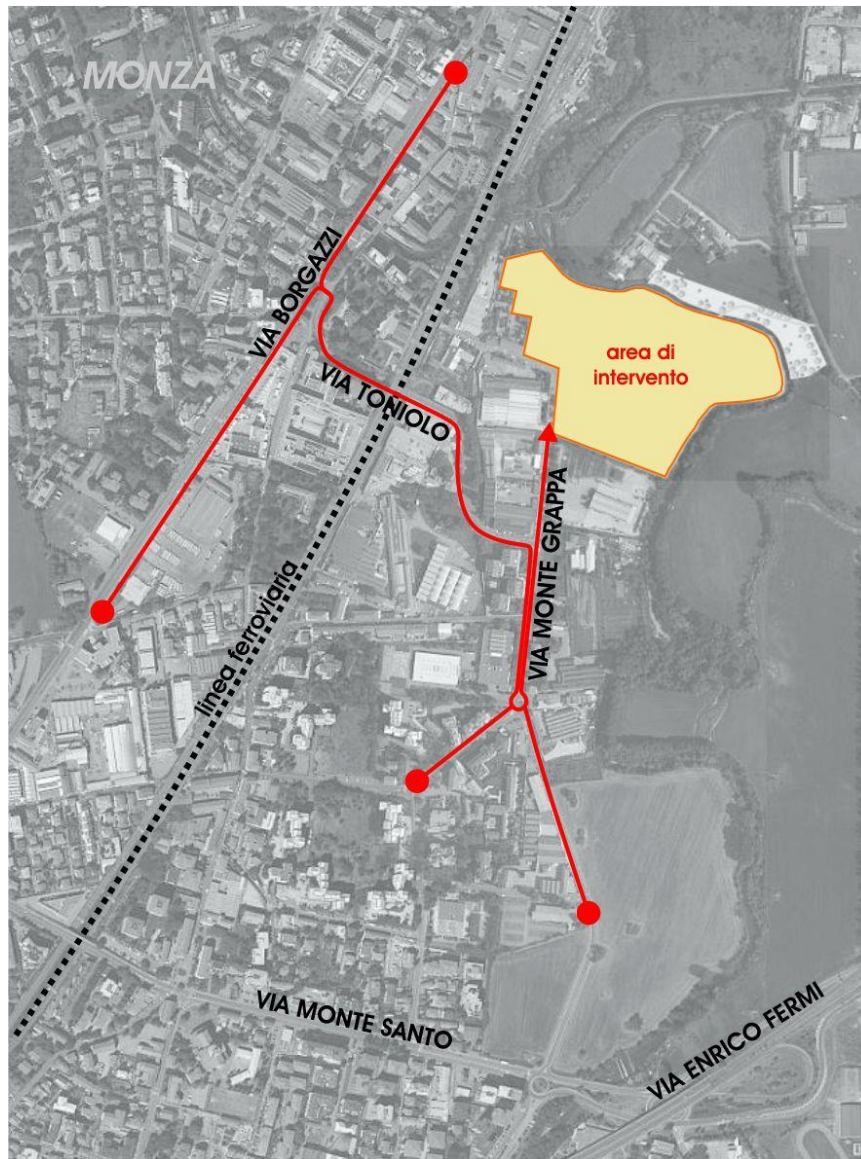 MONZA
VIA BORGAZZI
VIA TONIOLO
area di
intervento
VIA MONTE GRAPPA
linea ferroviaria
VIA MONTE SANTO
VIA ENRICO FERMI